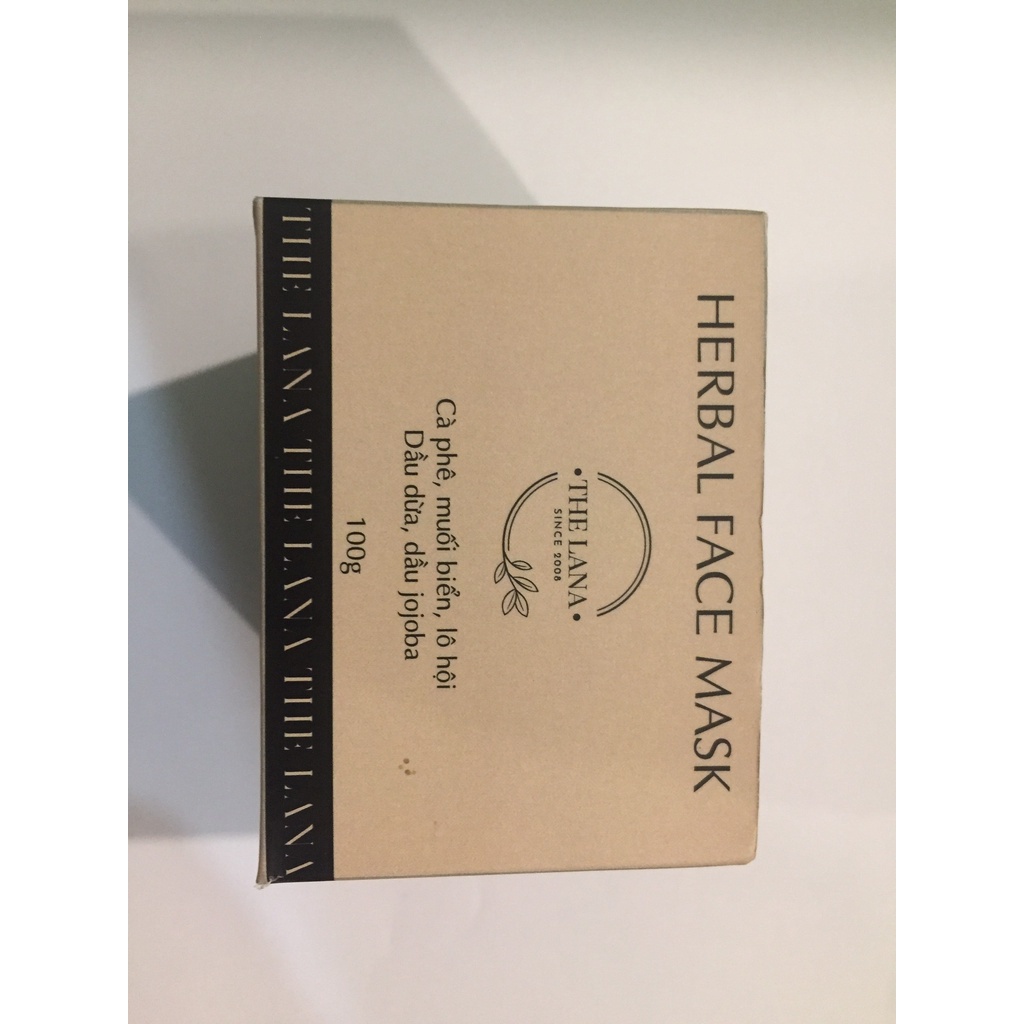 HERBAL FACE MASK
• THE LANA •
SINCE 2008
Cà phê, muối biển, lô hội
Dầu dừa, dầu jojoba
100g
THE LANA THE LANA THE LANA